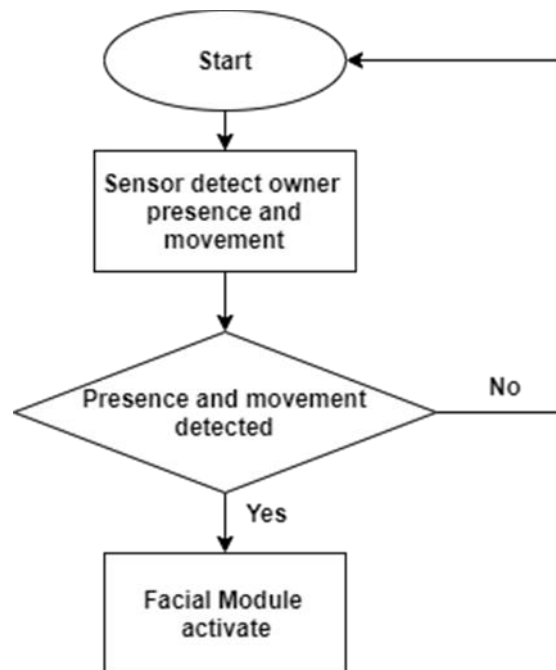 Start
Sensor detect owner
presence and
movement
Presence and movement
detected
No
Yes
Facial Module
activate